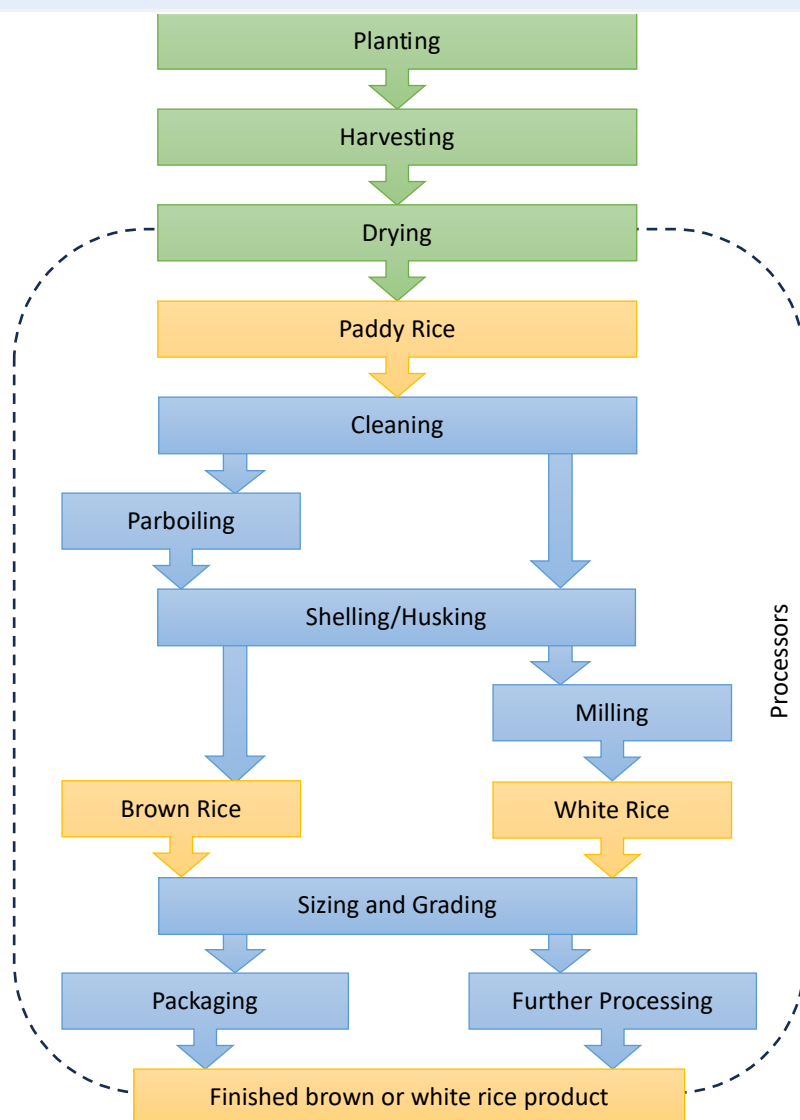 Planting
Harvesting
Drying
Paddy Rice
Cleaning
Parboiling
Shelling/Husking
Processors
Milling
Brown Rice
White Rice
Sizing and Grading
Packaging
Further Processing
Finished brown or white rice product